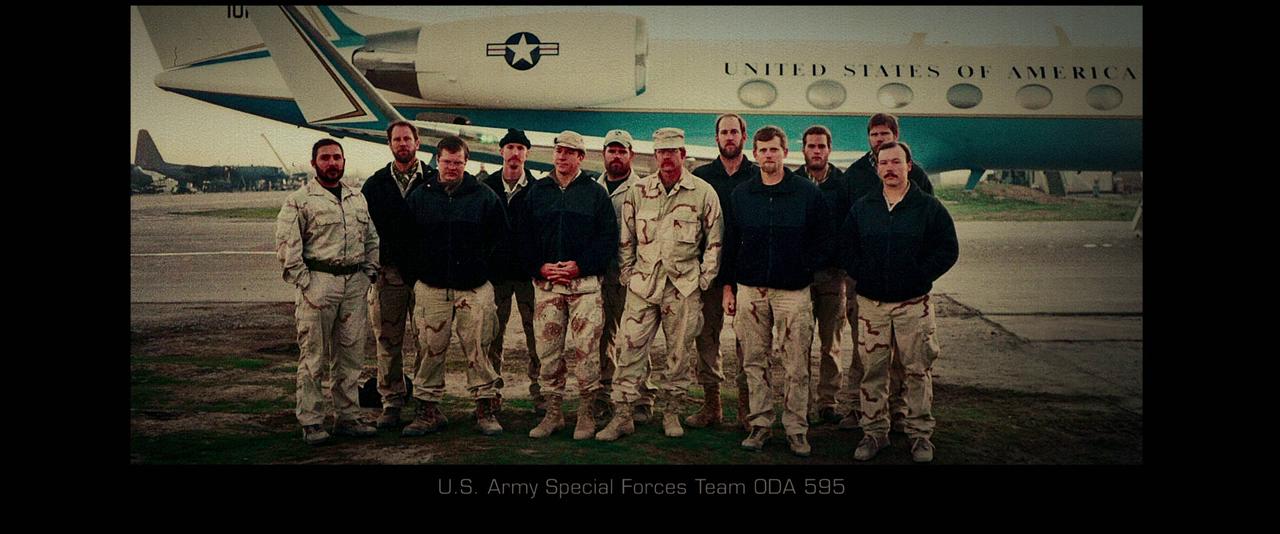 UNITED STATES OF AMERICA
U.S. Army Special Forces Team ODA 595